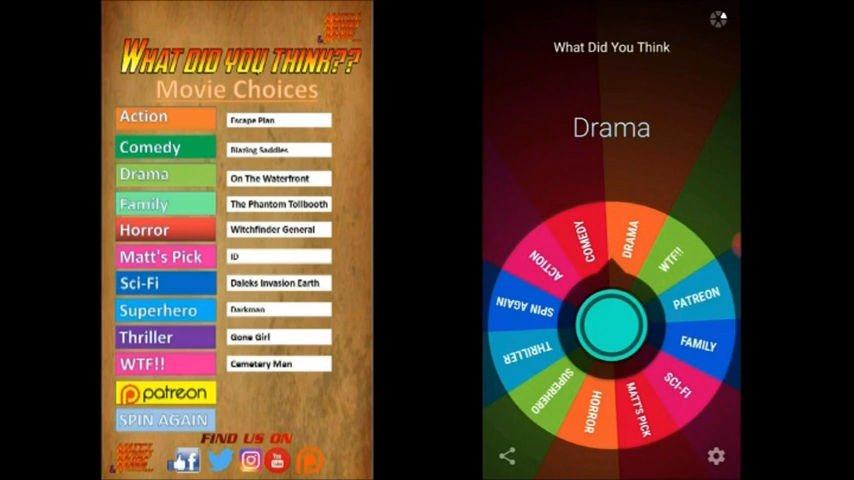 WHAT DID YOU THINK??
Movie Choices
Action Escape Plan
Comedy Blazing Saddles
Drama On The Waterfront
Family The Phantom Tollbooth
Horror Witchfinder General
Matt's Pick ID
Sci-Fi Daleks Invasion Earth
Superhero Darkman
Thriller Gone Girl
WTF!! Cemetery Man
patreon
SPIN AGAIN
FIND US ON
What Did You Think
Drama
DRAMA
WTF!!
PATREON
FAMILY
SCI-FI
MATT'S PICK
HORROR
SUPERHERO
THRILLER
SPIN AGAIN
ACTION
COMEDY